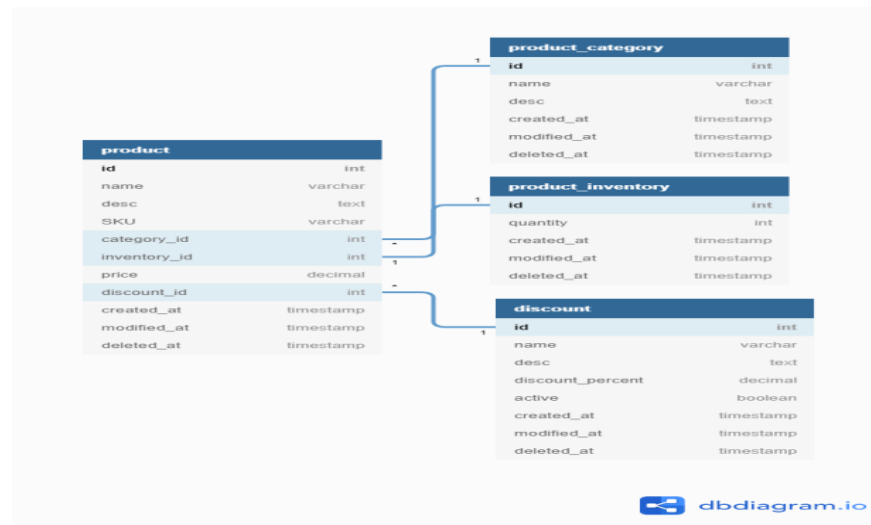 product_category
1
id int
name varchar
desc text
created_at timestamp
modified_at timestamp
deleted_at timestamp
product
id int
name varchar
desc text
SKU varchar
category_id int
*
inventory_id int
1
price decimal
*
discount_id int
created_at timestamp
modified_at timestamp
deleted_at timestamp
product_inventory
1
id int
quantity int
created_at timestamp
modified_at timestamp
deleted_at timestamp
discount
1
id int
name varchar
desc text
discount_percent decimal
active boolean
created_at timestamp
modified_at timestamp
deleted_at timestamp
dbdiagram.io